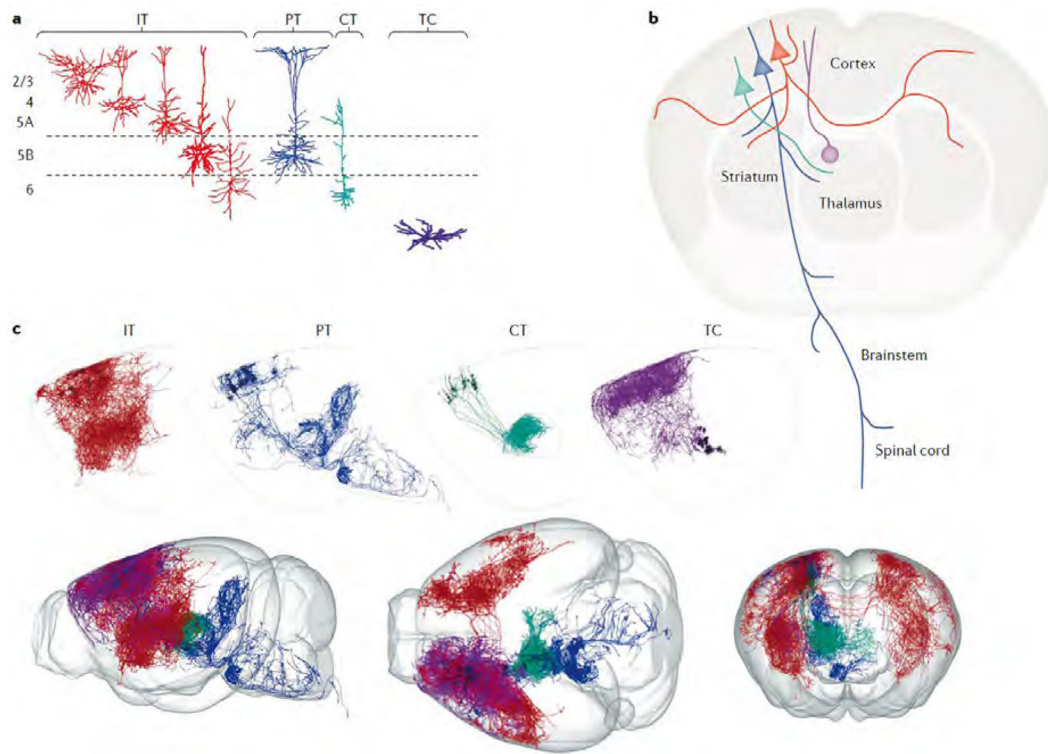 a
IT PT CT TC
2/3
4
5A
5B
6
b
Cortex
Striatum
Thalamus
Brainstem
Spinal cord
c
IT PT CT TC